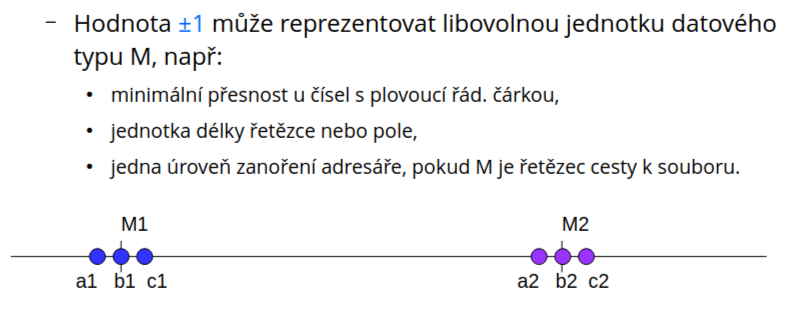 – Hodnota ±1 může reprezentovat libovolnou jednotku datového
typu M, např:
• minimální přesnost u čísel s plovoucí řád. čárkou,
• jednotka délky řetězce nebo pole,
• jedna úroveň zanoření adresáře, pokud M je řetězec cesty k souboru.
M1 M2
a1 b1 c1 a2 b2 c2